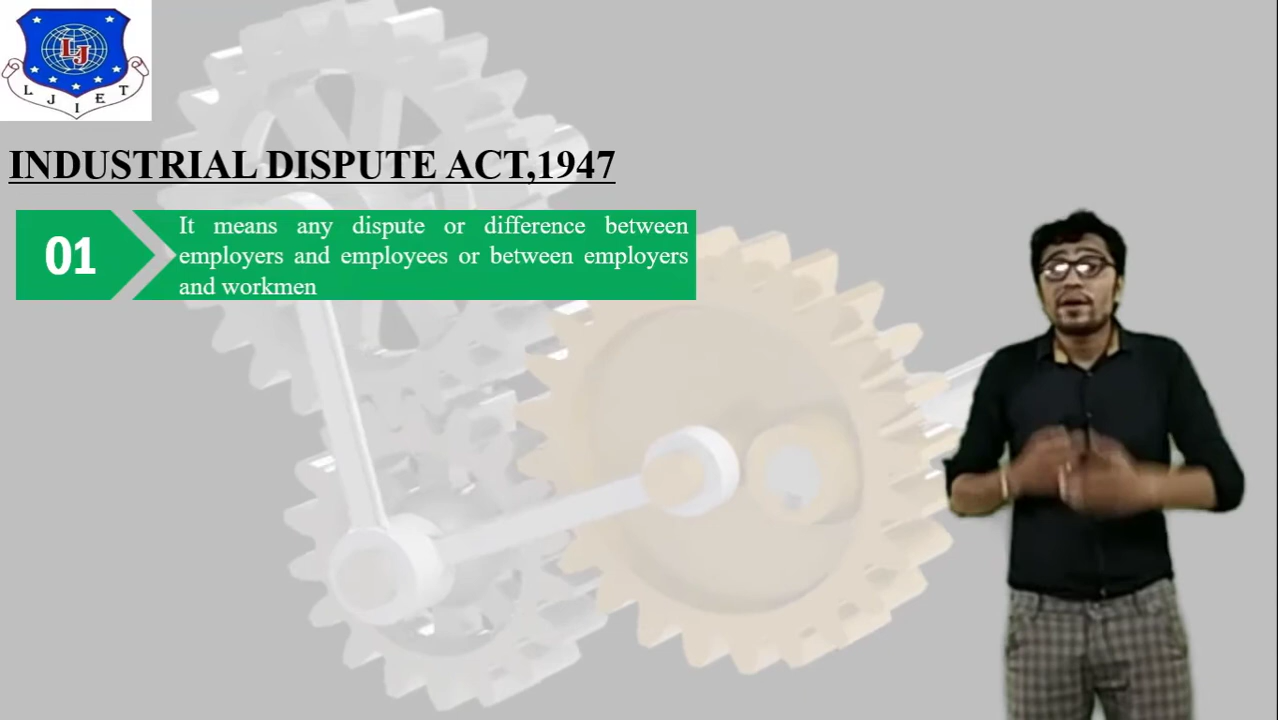 LJ
LJIET
INDUSTRIAL DISPUTE ACT,1947
01
It means any dispute or difference between
employers and employees or between employers
and workmen